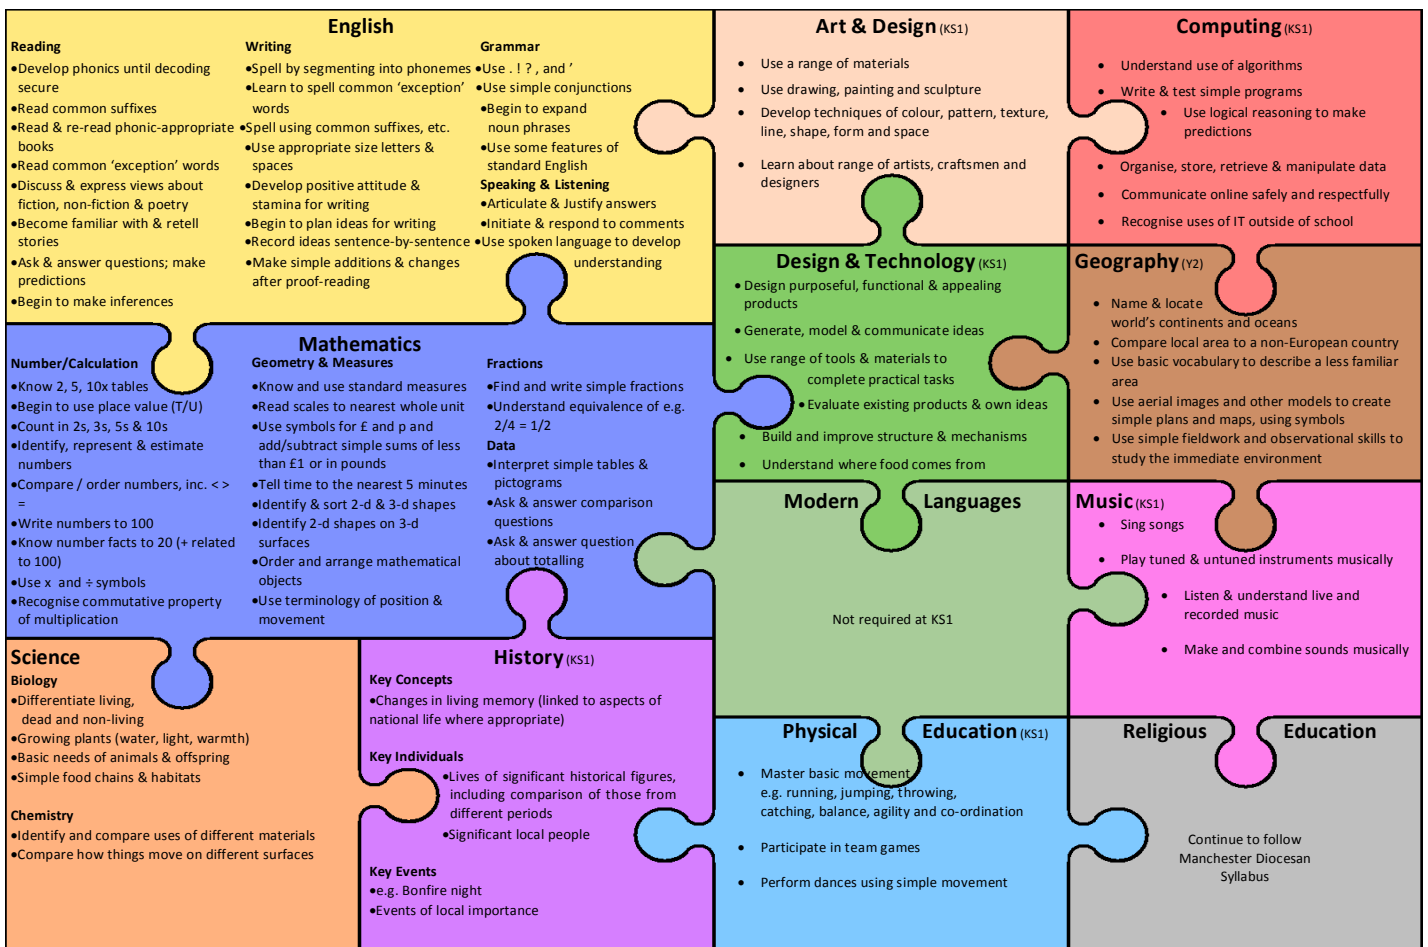 English
Reading
•Develop phonics until decoding
secure
•Read common suffixes
•Read & re-read phonic-appropriate
books
•Read common ‘exception’ words
•Discuss & express views about
fiction, non-fiction & poetry
•Become familiar with & retell
stories
•Ask & answer questions; make
predictions
•Begin to make inferences
Writing
•Spell by segmenting into phonemes
•Learn to spell common ‘exception’
words
•Spell using common suffixes, etc.
•Use appropriate size letters &
spaces
•Develop positive attitude &
stamina for writing
•Begin to plan ideas for writing
•Record ideas sentence-by-sentence
•Make simple additions & changes
after proof-reading
Grammar
•Use . ! ? , and ’
•Use simple conjunctions
•Begin to expand
noun phrases
•Use some features of
standard English
Speaking & Listening
•Articulate & Justify answers
•Initiate & respond to comments
•Use spoken language to develop
understanding
Art & Design (KS1)
• Use a range of materials
• Use drawing, painting and sculpture
• Develop techniques of colour, pattern, texture,
line, shape, form and space
• Learn about range of artists, craftsmen and
designers
Computing (KS1)
• Understand use of algorithms
• Write & test simple programs
• Use logical reasoning to make
predictions
• Organise, store, retrieve & manipulate data
• Communicate online safely and respectfully
• Recognise uses of IT outside of school
Mathematics
Number/Calculation
•Know 2, 5, 10x tables
•Begin to use place value (T/U)
•Count in 2s, 3s, 5s & 10s
•Identify, represent & estimate
numbers
•Compare / order numbers, inc. < >
=
•Write numbers to 100
•Know number facts to 20 (+ related
to 100)
•Use x and ÷ symbols
•Recognise commutative property
of multiplication
Geometry & Measures
•Know and use standard measures
•Read scales to nearest whole unit
•Use symbols for £ and p and
add/subtract simple sums of less
than £1 or in pounds
•Tell time to the nearest 5 minutes
•Identify & sort 2-d & 3-d shapes
•Identify 2-d shapes on 3-d
surfaces
•Order and arrange mathematical
objects
•Use terminology of position &
movement
Fractions
•Find and write simple fractions
•Understand equivalence of e.g.
2/4 = 1/2
Data
•Interpret simple tables &
pictograms
•Ask & answer comparison
questions
•Ask & answer question
about totalling
Design & Technology (KS1)
• Design purposeful, functional & appealing
products
•Generate, model & communicate ideas
• Use range of tools & materials to
complete practical tasks
•Evaluate existing products & own ideas
• Build and improve structure & mechanisms
• Understand where food comes from
Geography (Y2)
• Name & locate
world’s continents and oceans
• Compare local area to a non-European country
• Use basic vocabulary to describe a less familiar
area
• Use aerial images and other models to create
simple plans and maps, using symbols
• Use simple fieldwork and observational skills to
study the immediate environment
Modern Languages
Not required at KS1
Music (KS1)
• Sing songs
• Play tuned & untuned instruments musically
• Listen & understand live and
recorded music
• Make and combine sounds musically
Science
Biology
•Differentiate living,
dead and non-living
•Growing plants (water, light, warmth)
•Basic needs of animals & offspring
•Simple food chains & habitats
Chemistry
•Identify and compare uses of different materials
•Compare how things move on different surfaces
History (KS1)
Key Concepts
•Changes in living memory (linked to aspects of
national life where appropriate)
Key Individuals
•Lives of significant historical figures,
including comparison of those from
different periods
•Significant local people
Key Events
•e.g. Bonfire night
•Events of local importance
Physical Education (KS1)
• Master basic movement,
e.g. running, jumping, throwing,
catching, balance, agility and co-ordination
• Participate in team games
• Perform dances using simple movement
Religious Education
Continue to follow
Manchester Diocesan
Syllabus